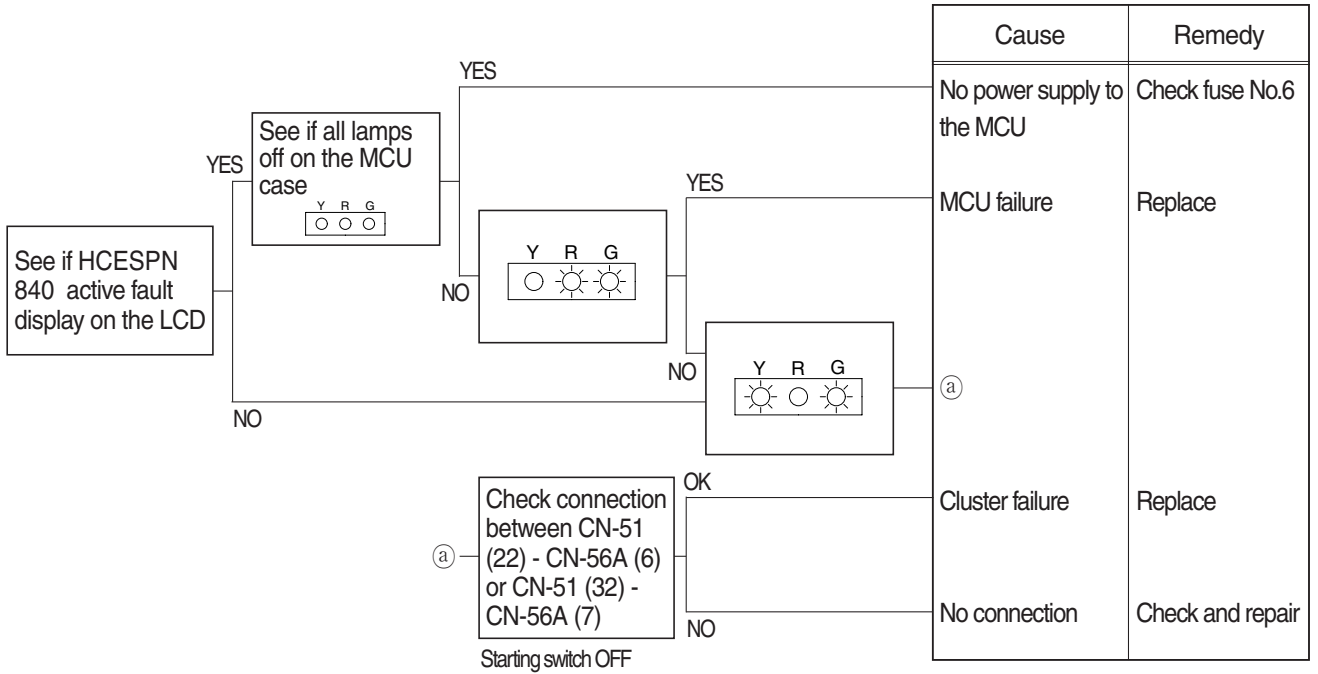 Cause
Remedy
YES
No power supply to
the MCU
Check fuse No.6
See if all lamps
off on the MCU
case
Y R G
YES
YES
MCU failure
Replace
See if HCESPN
840 active fault
display on the LCD
Y R G
NO
Y R G
NO
ⓐ
NO
OK
Check connection
between CN-51
(22) - CN-56A (6)
or CN-51 (32) -
CN-56A (7)
ⓐ
Cluster failure
Replace
No connection
Check and repair
NO
Starting switch OFF